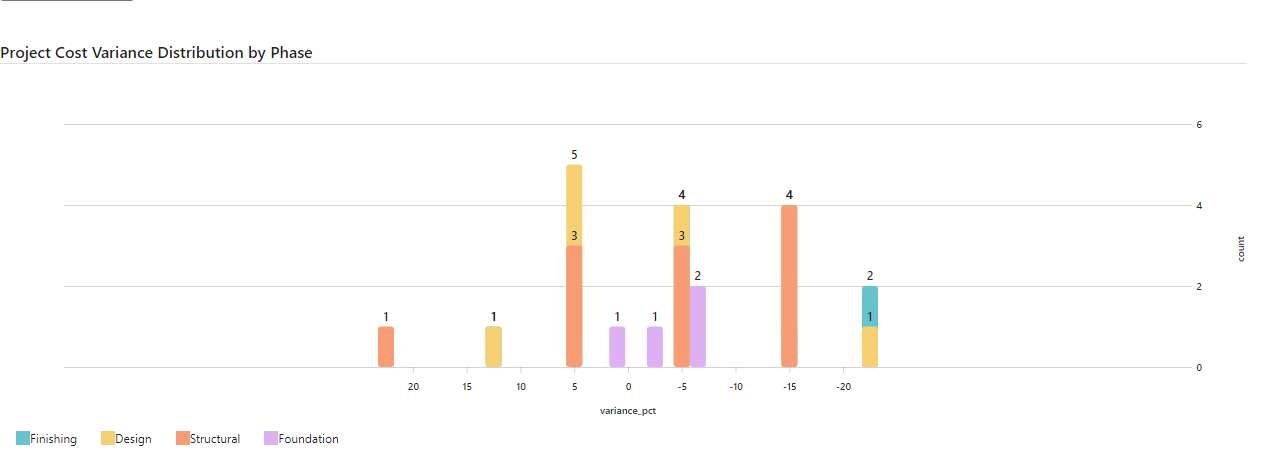 Project Cost Variance Distribution by Phase
6
5
4 4
4
3 3
count
2 2
2
1 1 1 1 1
0
20 15 10 5 0 -5 -10 -15 -20
variance_pct
Finishing Design Structural Foundation